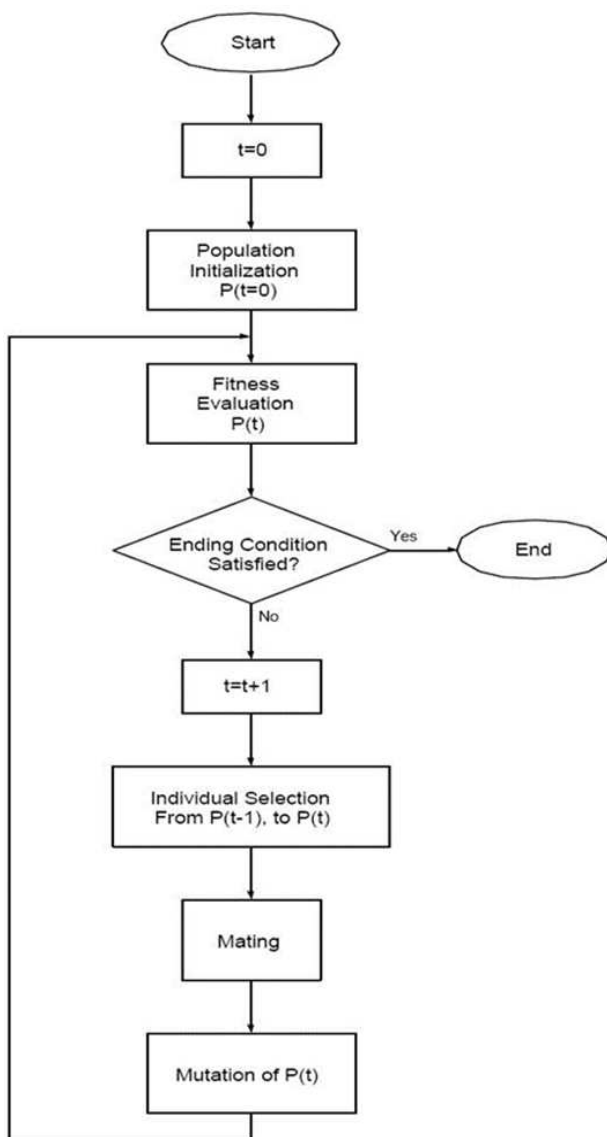 Start
t=0
Population
Initialization
P(t=0)
Fitness
Evaluation
P(t)
Ending Condition
Satisfied?
Yes
End
No
t=t+1
Individual Selection
From P(t-1), to P(t)
Mating
Mutation of P(t)